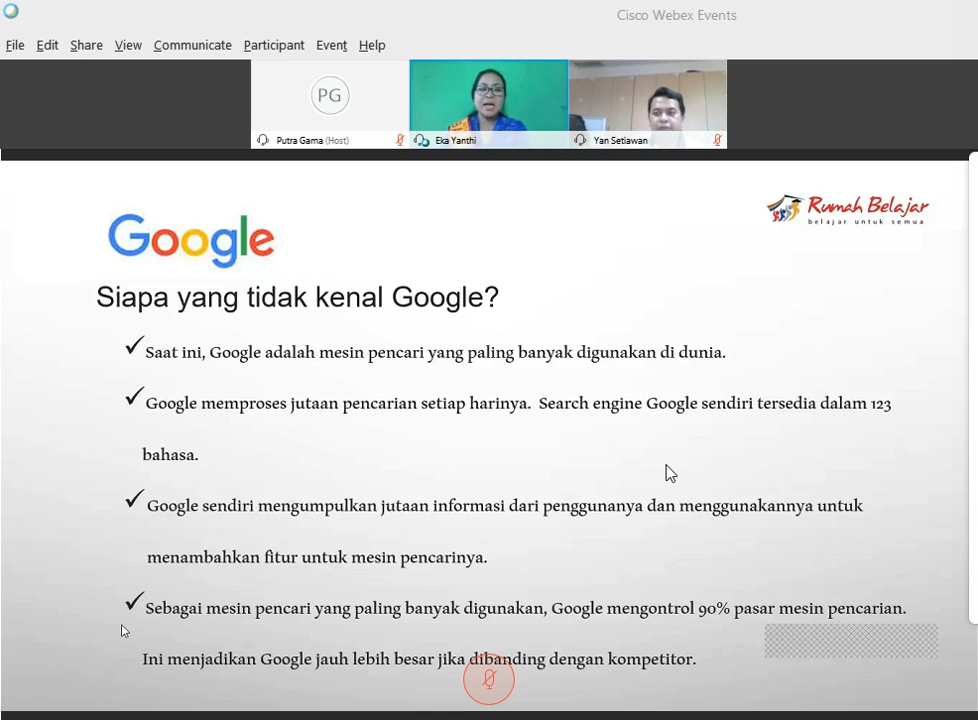 Cisco Webex Events
File Edit Share View Communicate Participant Event Help
PG
Putra Gama (Host) Eka Yanthi Yan Setiawan
Rumah Belajar
belajar untuk semua
Google
Siapa yang tidak kenal Google?
Saat ini, Google adalah mesin pencari yang paling banyak digunakan di dunia.
Google memproses jutaan pencarian setiap harinya. Search engine Google sendiri tersedia dalam 123
bahasa.
Google sendiri mengumpulkan jutaan informasi dari penggunanya dan menggunakannya untuk
menambahkan fitur untuk mesin pencarinya.
Sebagai mesin pencari yang paling banyak digunakan, Google mengontrol 90% pasar mesin pencarian.
Ini menjadikan Google jauh lebih besar jika dibanding dengan kompetitor.